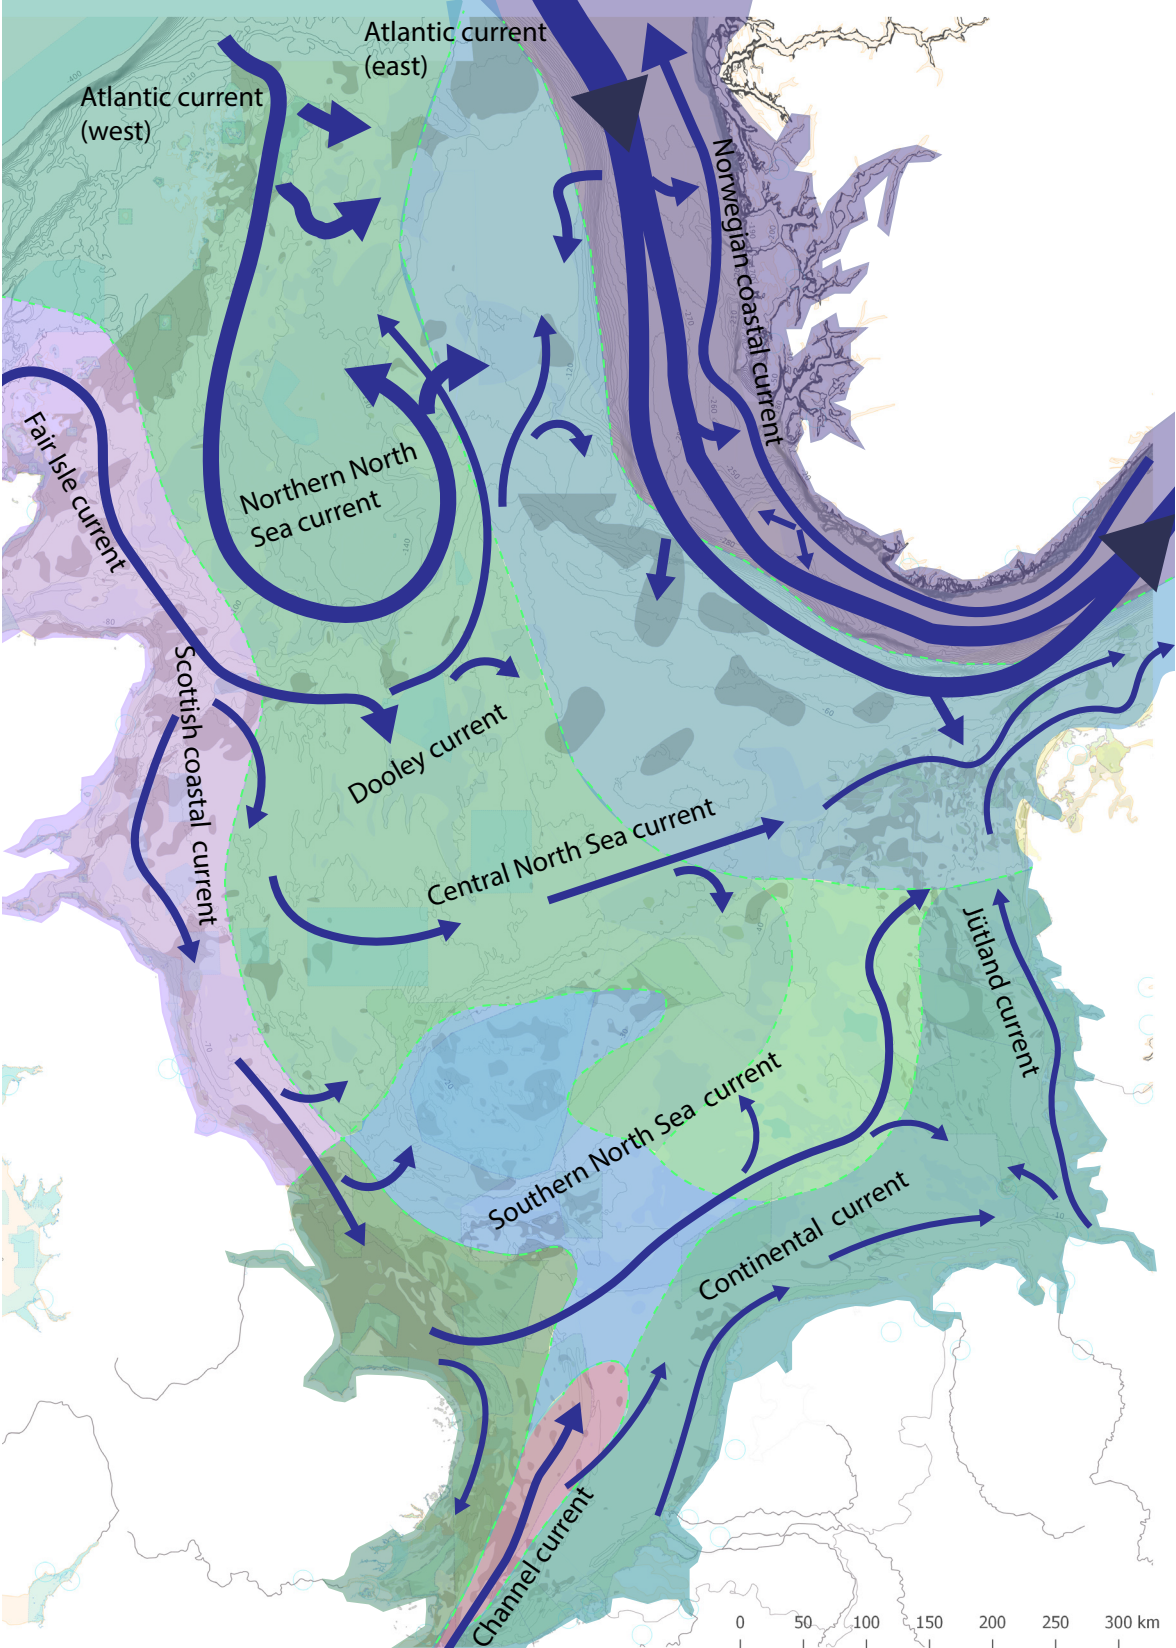 Atlantic current
(east)
Atlantic current
(west)
Norwegian coastal current
Fair Isle current
Northern North
Sea current
Scottish coastal current
Dooley current
Central North Sea current
Jütland current
Southern North Sea current
Continental current
Channel current
0 50 100 150 200 250 300 km